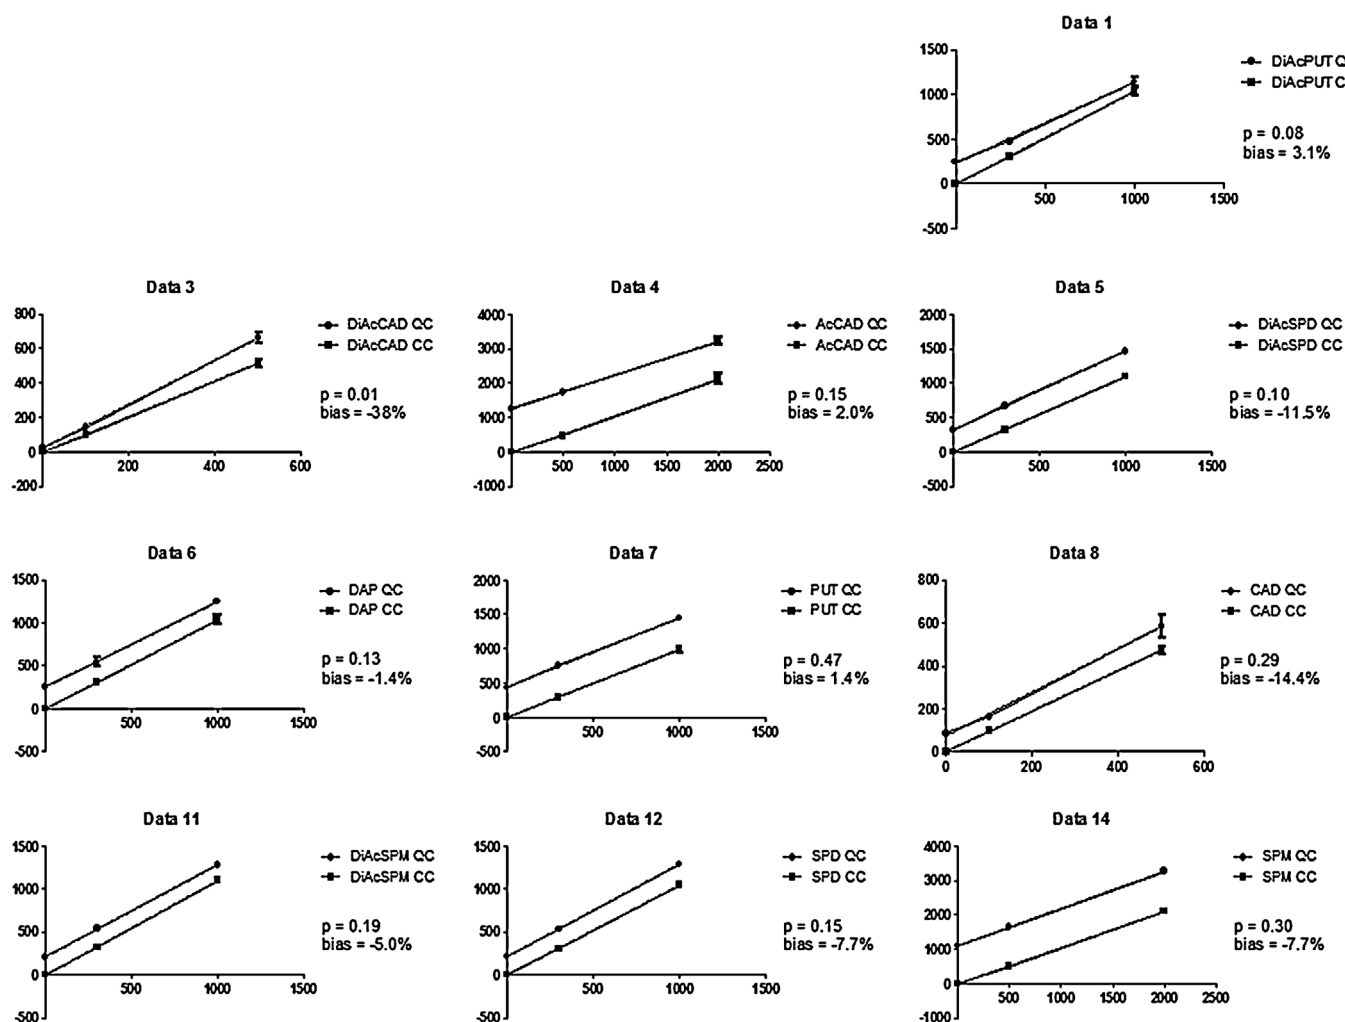 Data 1
1500
1000
500
0
-500
500
1000
1500
DiAcPUT Q
DiAcPUT C
p = 0.08
bias = 3.1%
Data 3
800
600
400
200
0
-200
200
400
600
DiAcCAD QC
DiAcCAD CC
p = 0.01
bias = -38%
Data 4
4000
3000
2000
1000
0
-1000
500
1000
1500
2000
2500
AcCAD QC
AcCAD CC
p = 0.15
bias = 2.0%
Data 5
2000
1500
1000
500
0
-500
500
1000
1500
DiAcSPD QC
DiAcSPD CC
p = 0.10
bias = -11.5%
Data 6
1500
1000
500
0
-500
500
1000
1500
DAP QC
DAP CC
p = 0.13
bias = -1.4%
Data 7
2000
1500
1000
500
0
-500
500
1000
1500
PUT QC
PUT CC
p = 0.47
bias = 1.4%
Data 8
800
600
400
200
0
0
200
400
600
CAD QC
CAD CC
p = 0.29
bias = -14.4%
Data 11
1500
1000
500
0
-500
500
1000
1500
DiAcSPM QC
DiAcSPM CC
p = 0.19
bias = -5.0%
Data 12
1500
1000
500
0
-500
500
1000
1500
SPD QC
SPD CC
p = 0.15
bias = -7.7%
Data 14
4000
3000
2000
1000
0
-1000
500
1000
1500
2000
2500
SPM QC
SPM CC
p = 0.30
bias = -7.7%